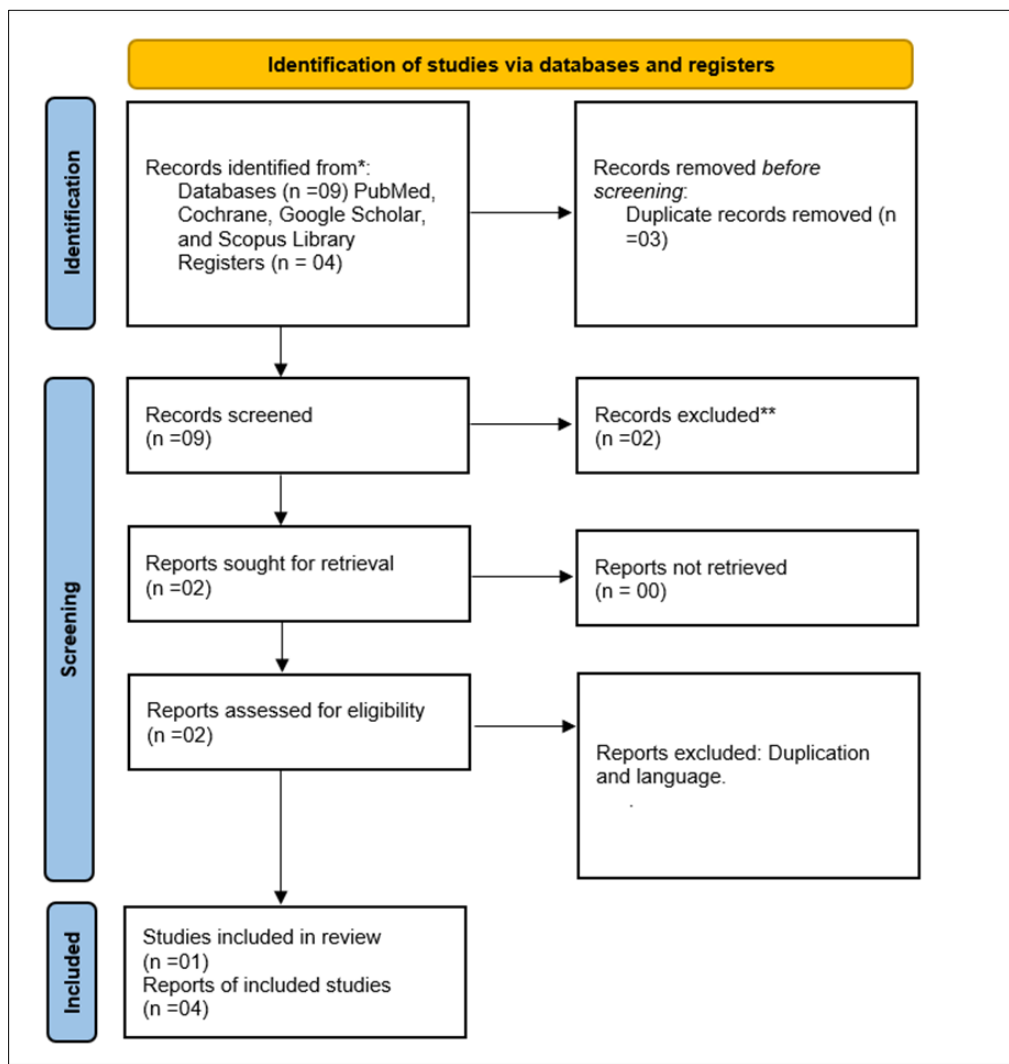 Identification of studies via databases and registers
Identification
Records identified from*:
Databases (n =09) PubMed,
Cochrane, Google Scholar,
and Scopus Library
Registers (n = 04)
Records removed before
screening:
Duplicate records removed (n
=03)
Screening
Records screened
(n =09)
Records excluded**
(n =02)
Reports sought for retrieval
(n =02)
Reports not retrieved
(n = 00)
Reports assessed for eligibility
(n =02)
Reports excluded: Duplication
and language.
.
Included
Studies included in review
(n =01)
Reports of included studies
(n =04)